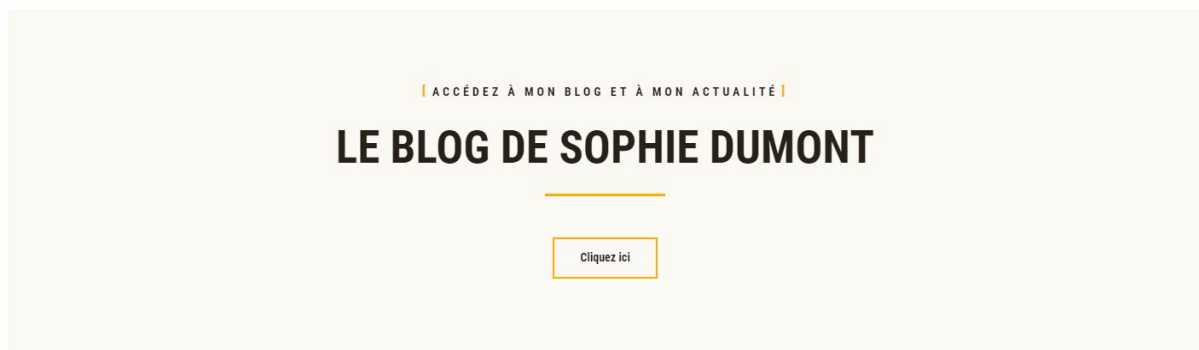 [ ACCÉDEZ À MON BLOG ET À MON ACTUALITÉ ]
LE BLOG DE SOPHIE DUMONT
Cliquez ici